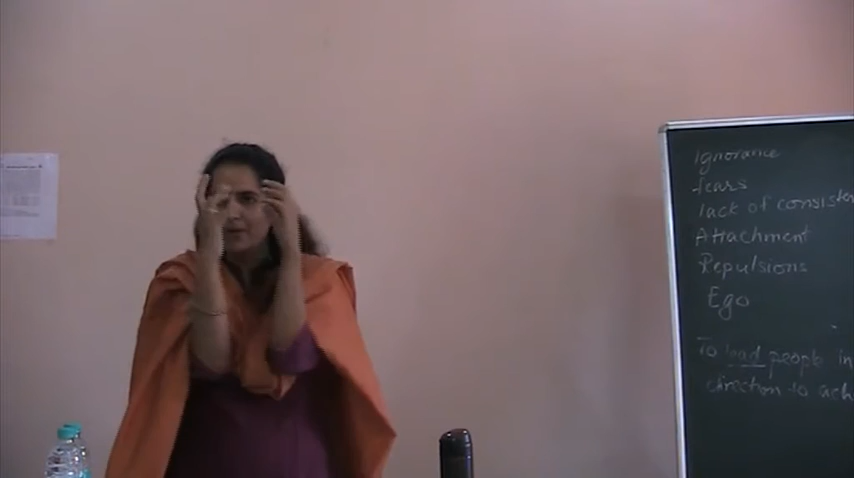 Ignorance
fears
lack of consisten
Attachment
Repulsions
Ego
To lead people in
direction to ach